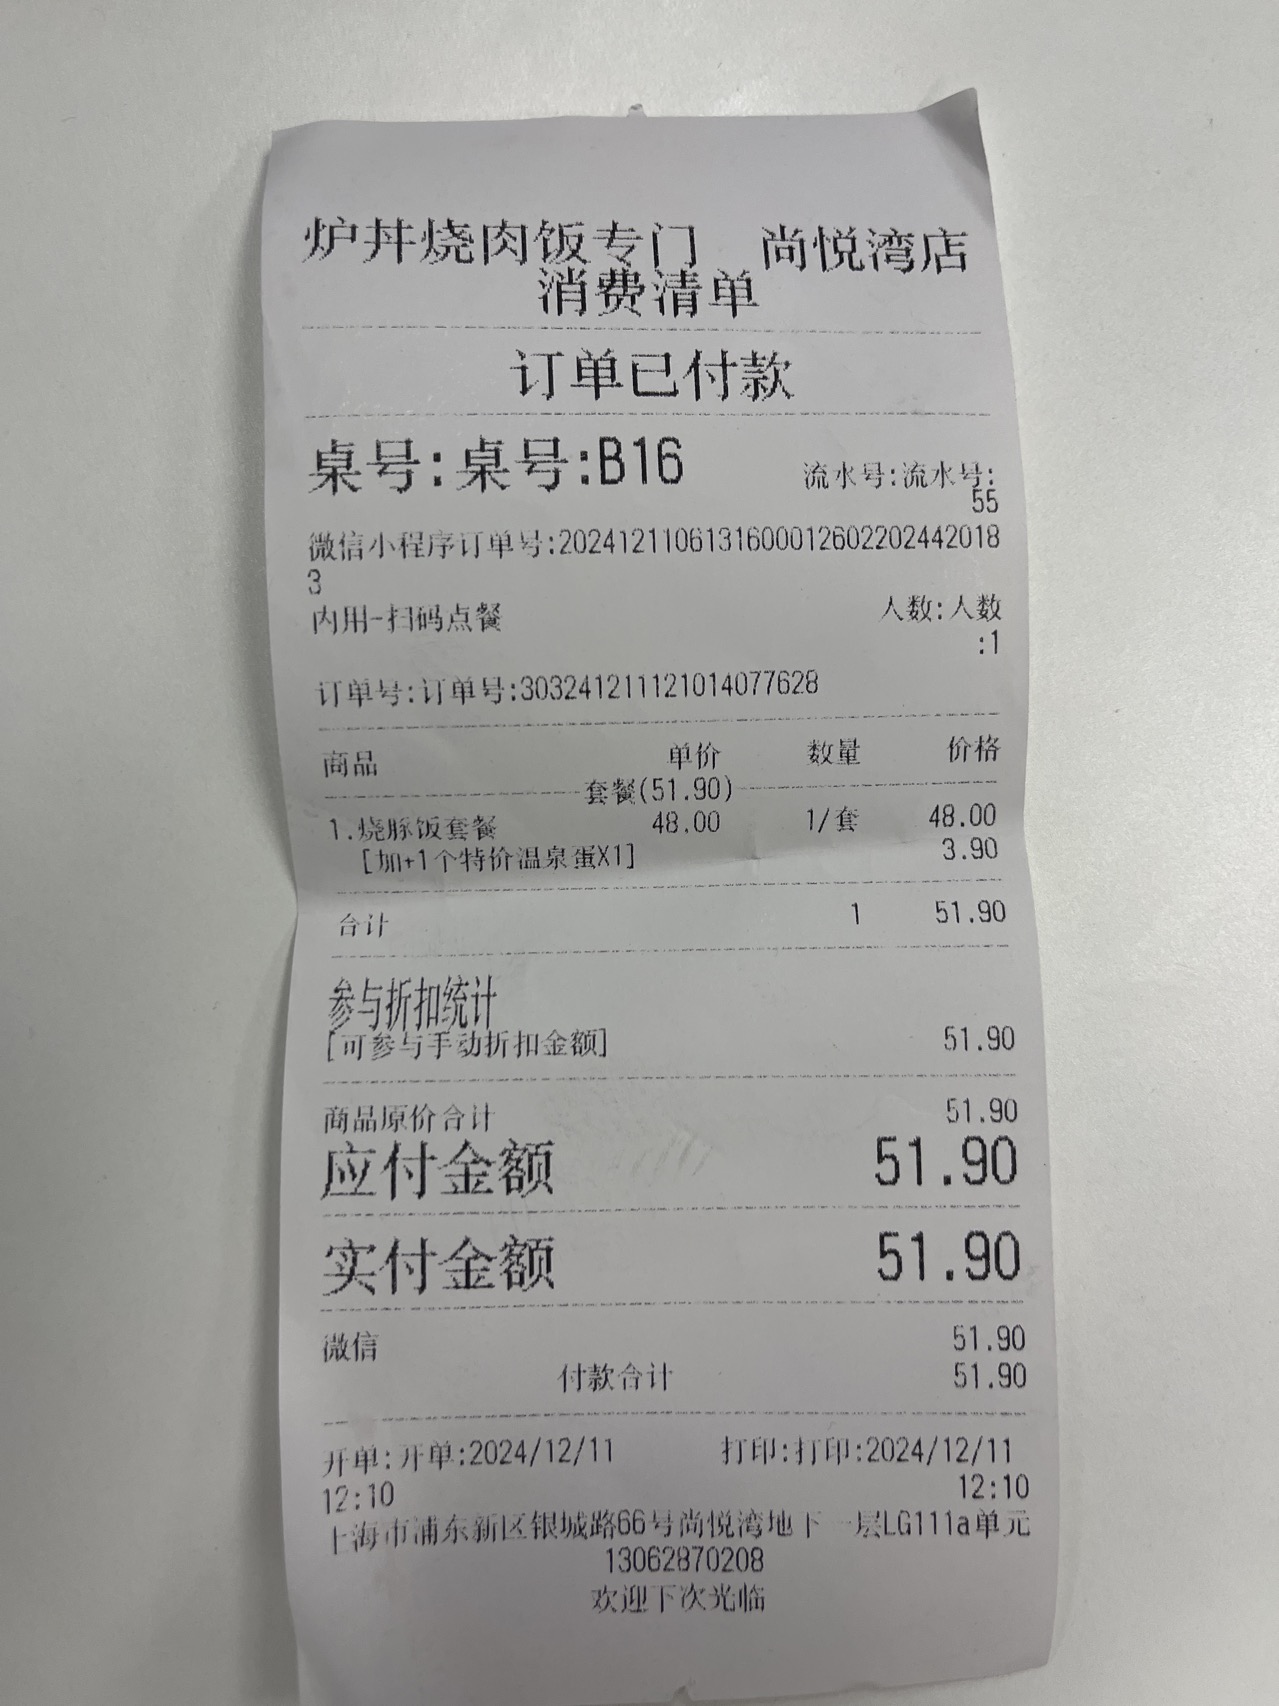 炉丼烧肉饭专门　尚悦湾店
消费清单
订单已付款
桌号:桌号:B16 流水号:流水号:
55
微信小程序订单号:2024121106131600012602202442018
3
内用-扫码点餐 人数:人数
:1
订单号:订单号:303241211121014077628
商品 单价 数量 价格
套餐(51.90)
1.烧豚饭套餐 48.00 1/套 48.00
[加+1个特价温泉蛋X1] 3.90
合计 1 51.90
参与折扣统计
[可参与手动折扣金额] 51.90
商品原价合计 51.90
应付金额 51.90
实付金额 51.90
微信 51.90
付款合计 51.90
开单:开单:2024/12/11 打印:打印:2024/12/11
12:10 12:10
上海市浦东新区银城路66号尚悦湾地下一层LG111a单元
13062870208
欢迎下次光临